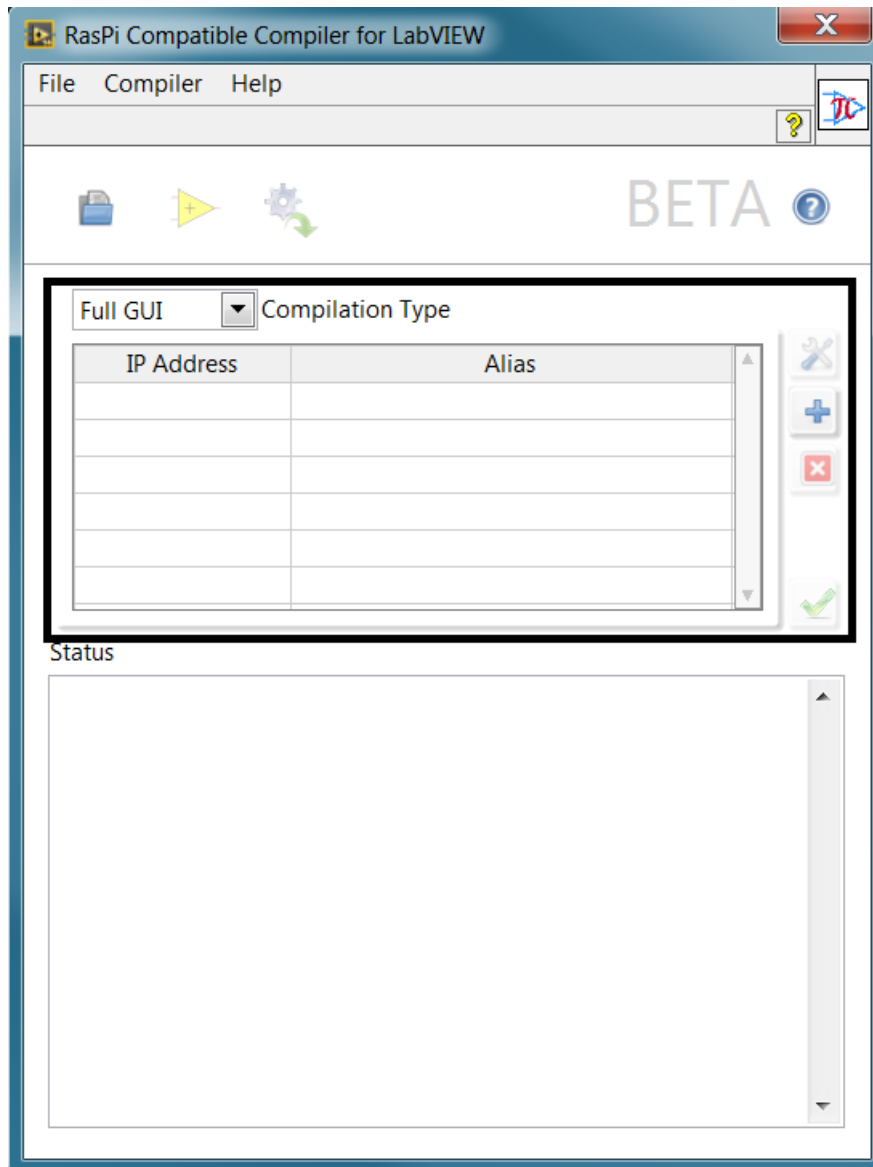 RasPi Compatible Compiler for LabVIEW
File Compiler Help
BETA
Full GUI Compilation Type
IP Address Alias
Status